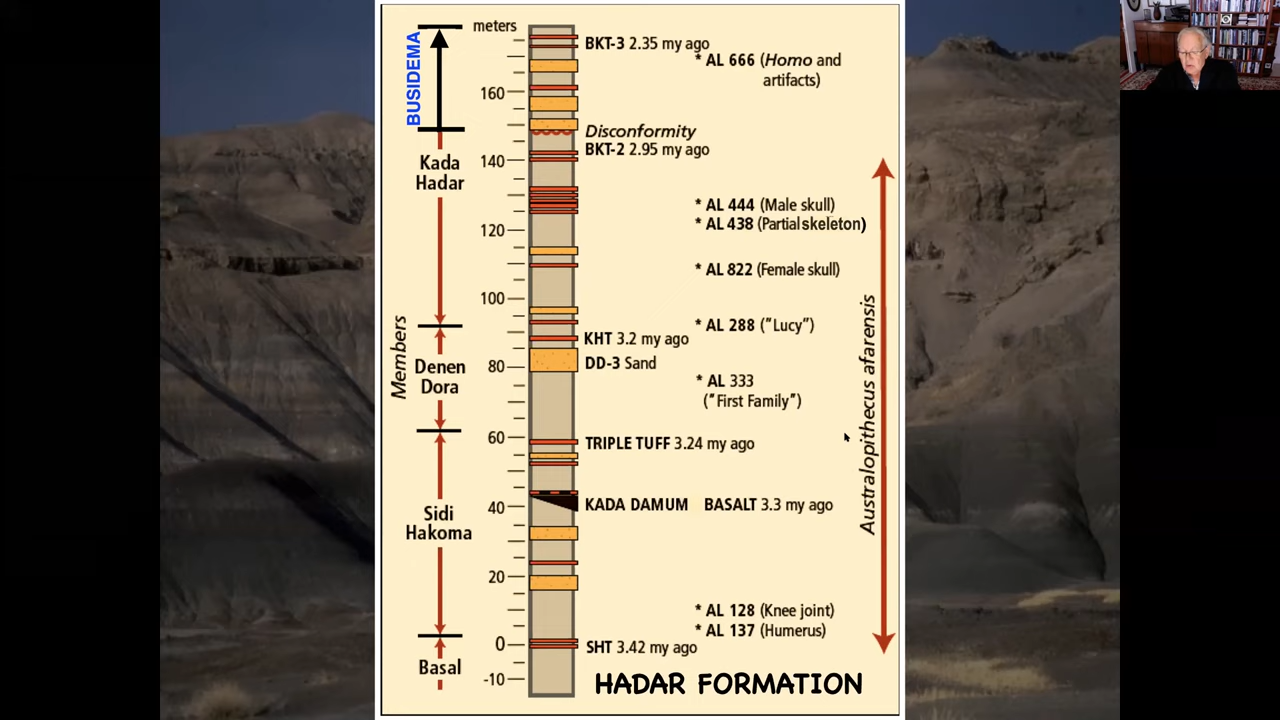 meters
BUSIDEMA
BKT-3 2.35 my ago
* AL 666 (Homo and
artifacts)
160
Disconformity
BKT-2 2.95 my ago
Kada
Hadar
140
* AL 444 (Male skull)
* AL 438 (Partial skeleton)
120
* AL 822 (Female skull)
100
* AL 288 ("Lucy")
KHT 3.2 my ago
Members
Denen
Dora
80
DD-3 Sand
* AL 333
("First Family")
Australopithecus afarensis
60
TRIPLE TUFF 3.24 my ago
40
KADA DAMUM BASALT 3.3 my ago
Sidi
Hakoma
20
* AL 128 (Knee joint)
* AL 137 (Humerus)
0
SHT 3.42 my ago
Basal
-10
HADAR FORMATION